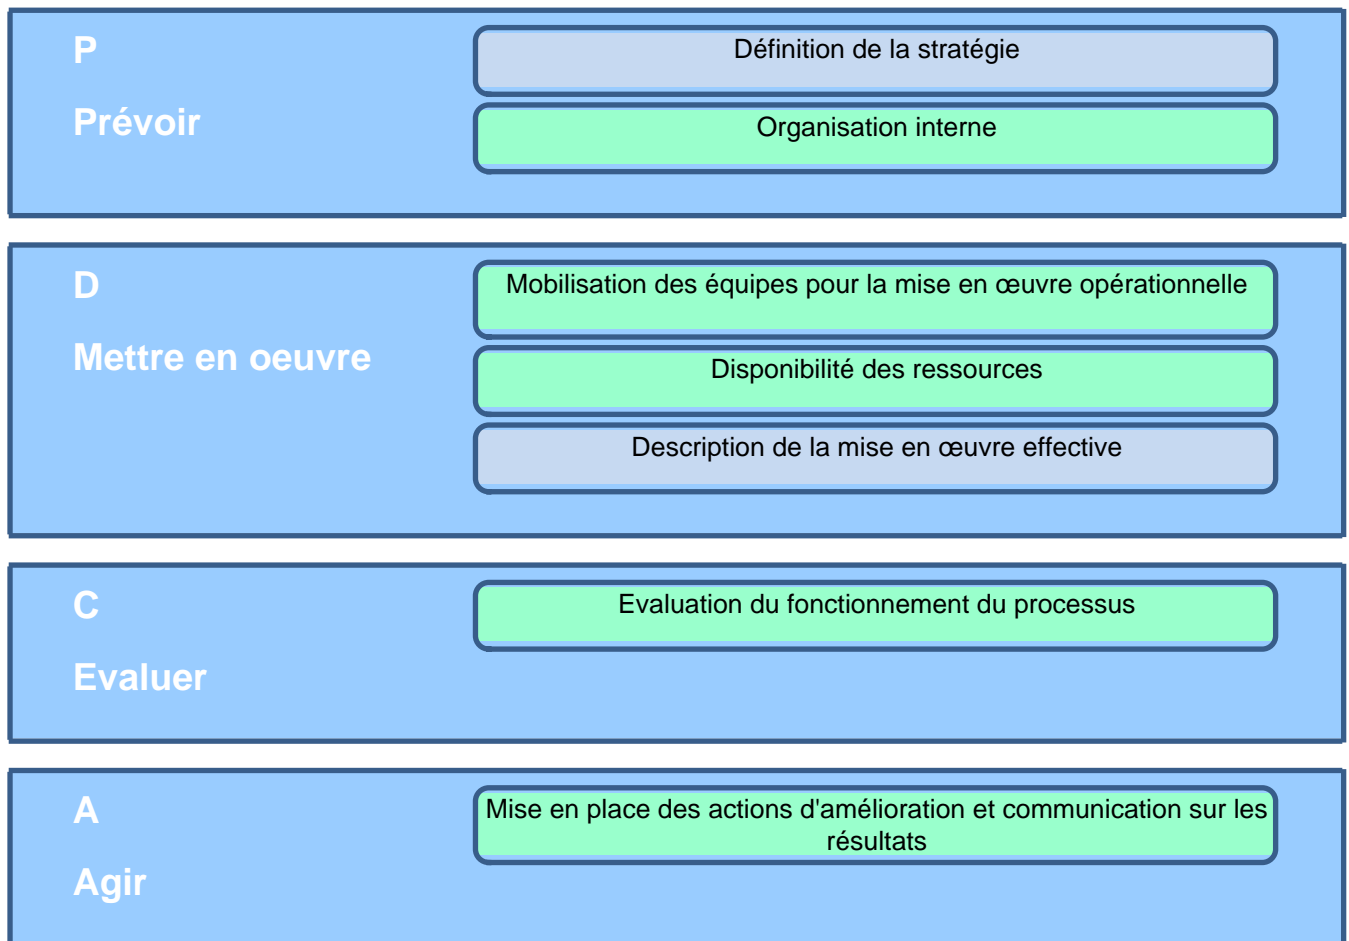 P
Prévoir
Définition de la stratégie
Organisation interne
D
Mettre en oeuvre
Mobilisation des équipes pour la mise en œuvre opérationnelle
Disponibilité des ressources
Description de la mise en œuvre effective
C
Evaluer
Evaluation du fonctionnement du processus
A
Agir
Mise en place des actions d'amélioration et communication sur les
résultats